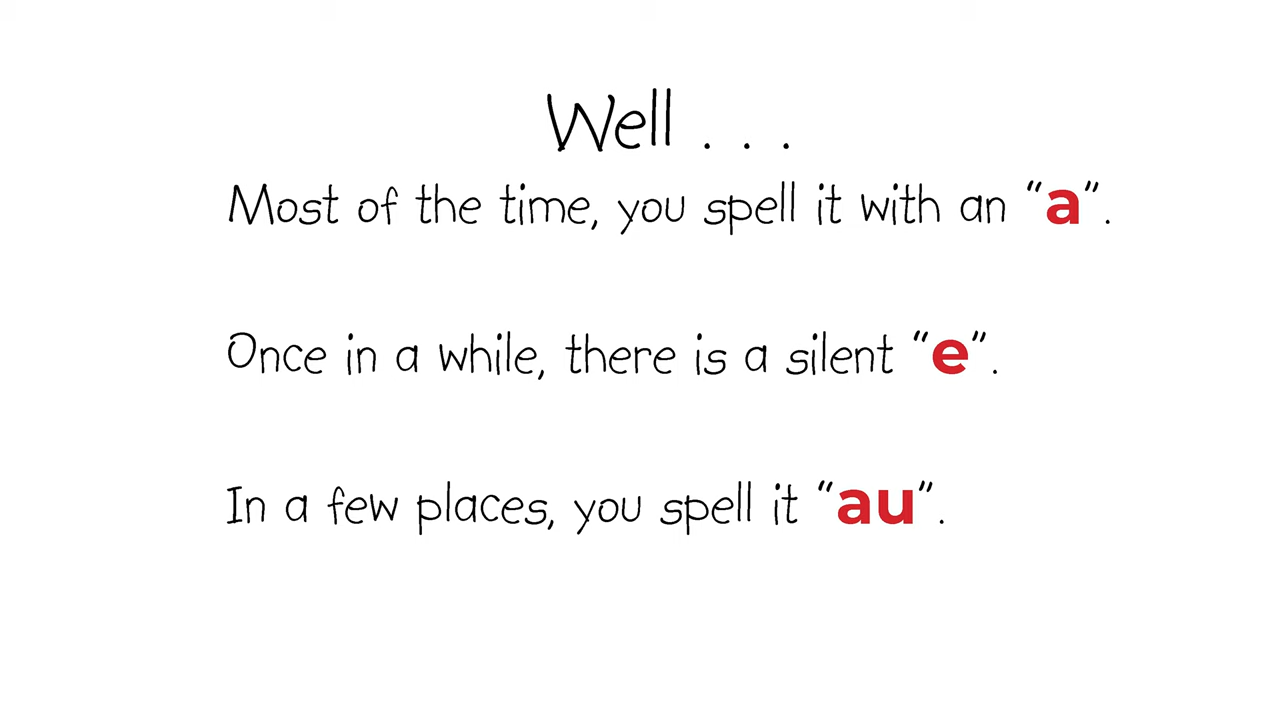 Well . . .
Most of the time, you spell it with an “a”.
Once in a while, there is a silent “e”.
In a few places, you spell it “au”.